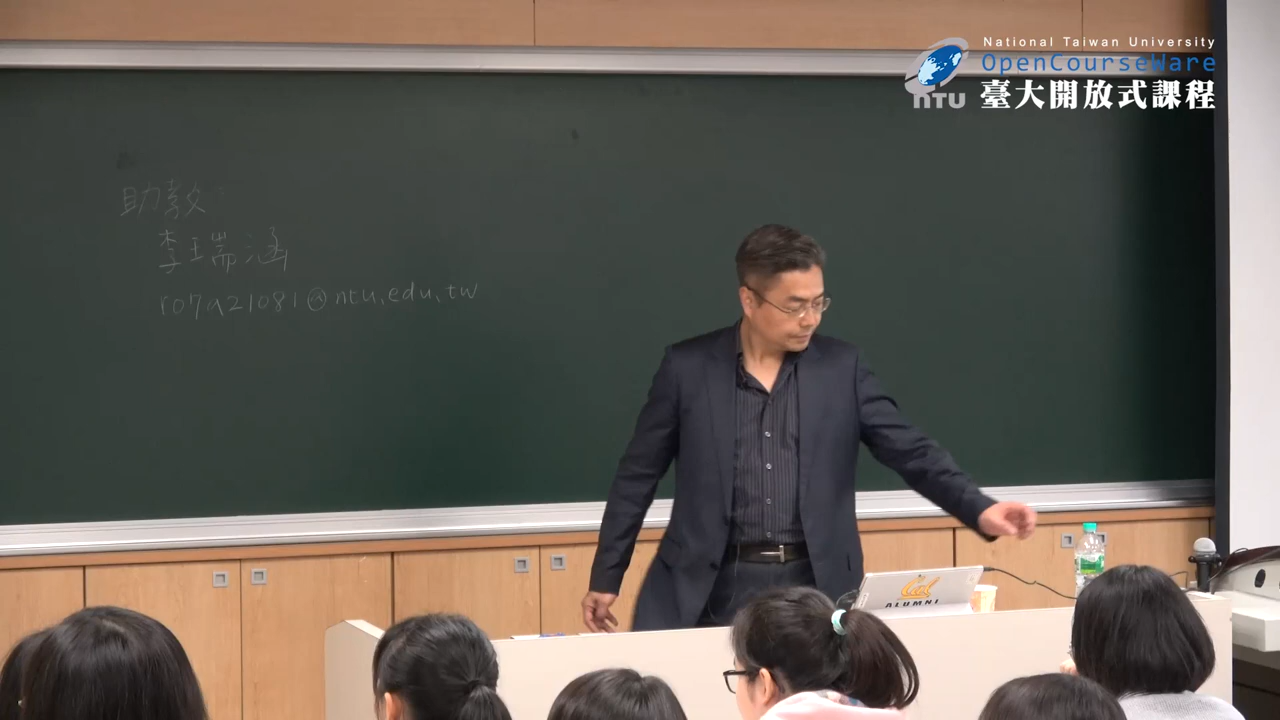 National Taiwan University
OpenCourseWare
NTU 臺大開放式課程
助教:
李瑞涵
r07a21081@ntu.edu.tw
Cal
ALUMNI